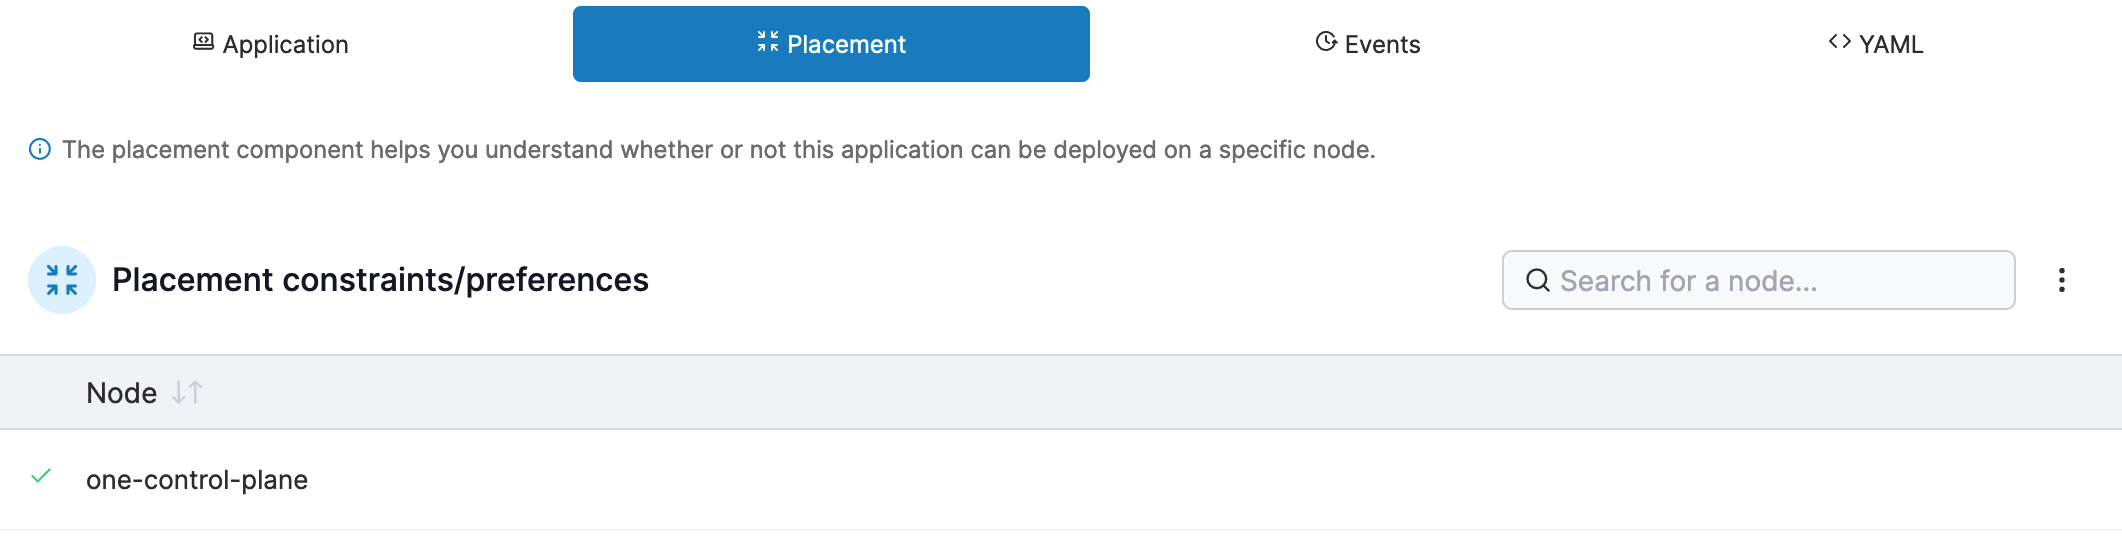 Application
Placement
Events
YAML
The placement component helps you understand whether or not this application can be deployed on a specific node.
Placement constraints/preferences
Search for a node...
Node
one-control-plane